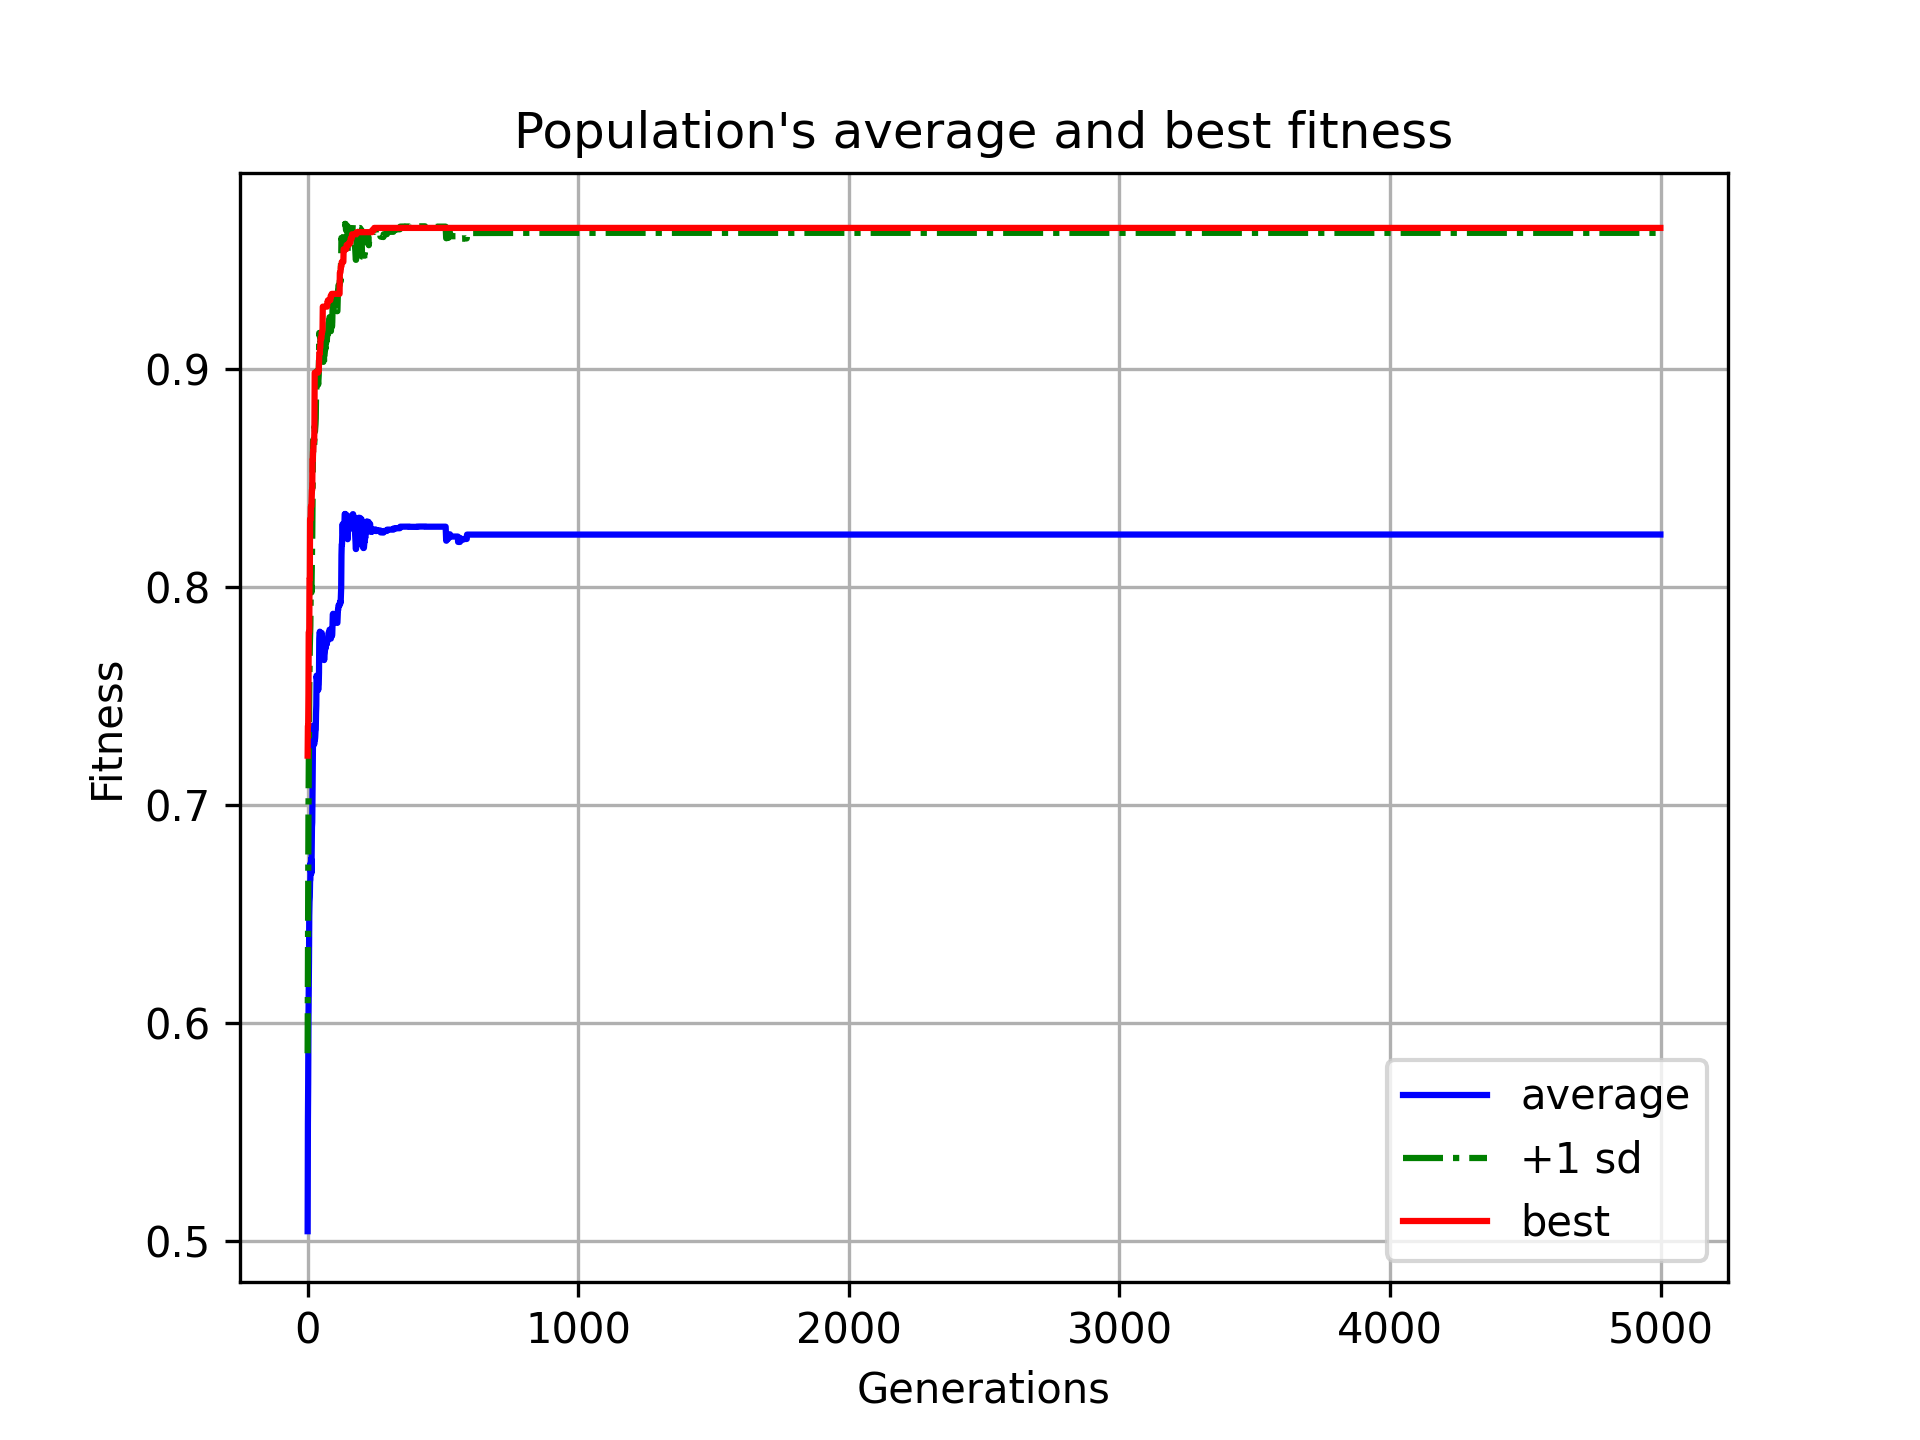 Population's average and best fitness
Fitness
0.9
0.8
0.7
0.6
0.5
0
1000
2000
3000
4000
5000
Generations
average
+1 sd
best